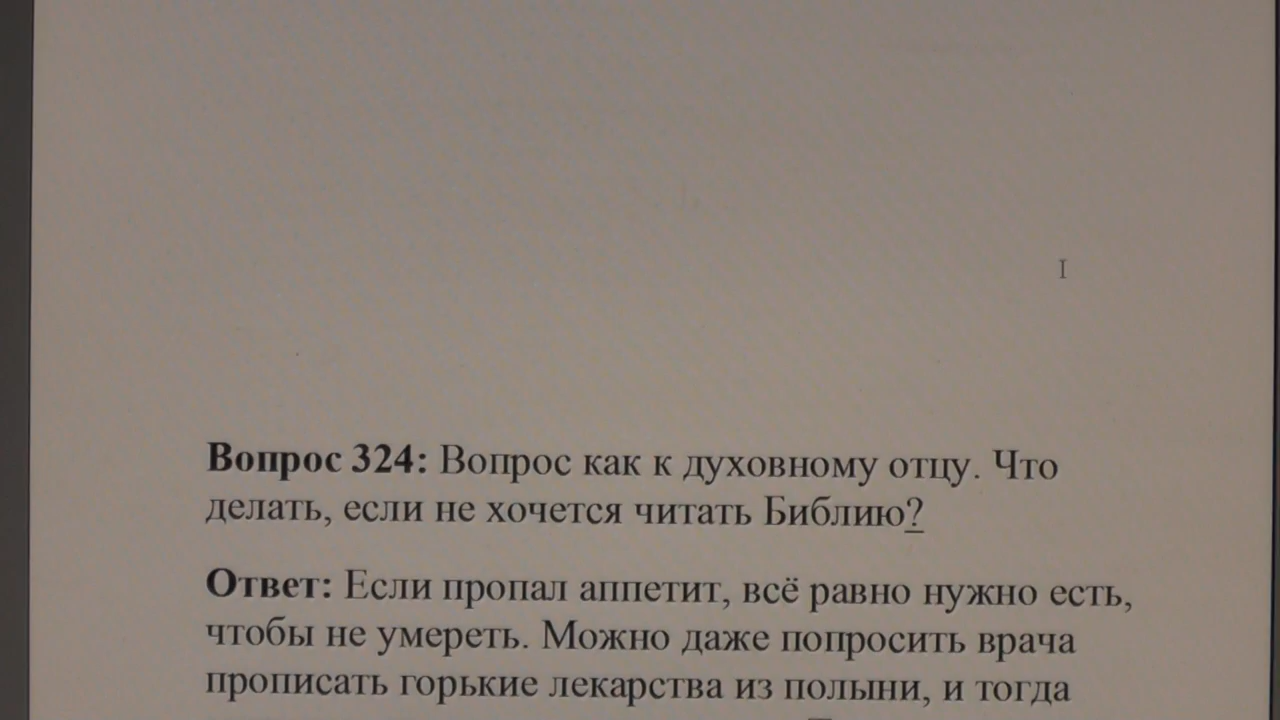 Вопрос 324: Вопрос как к духовному отцу. Что
делать, если не хочется читать Библию?
Ответ: Если пропал аппетит, всё равно нужно есть,
чтобы не умереть. Можно даже попросить врача
прописать горькие лекарства из полыни, и тогда